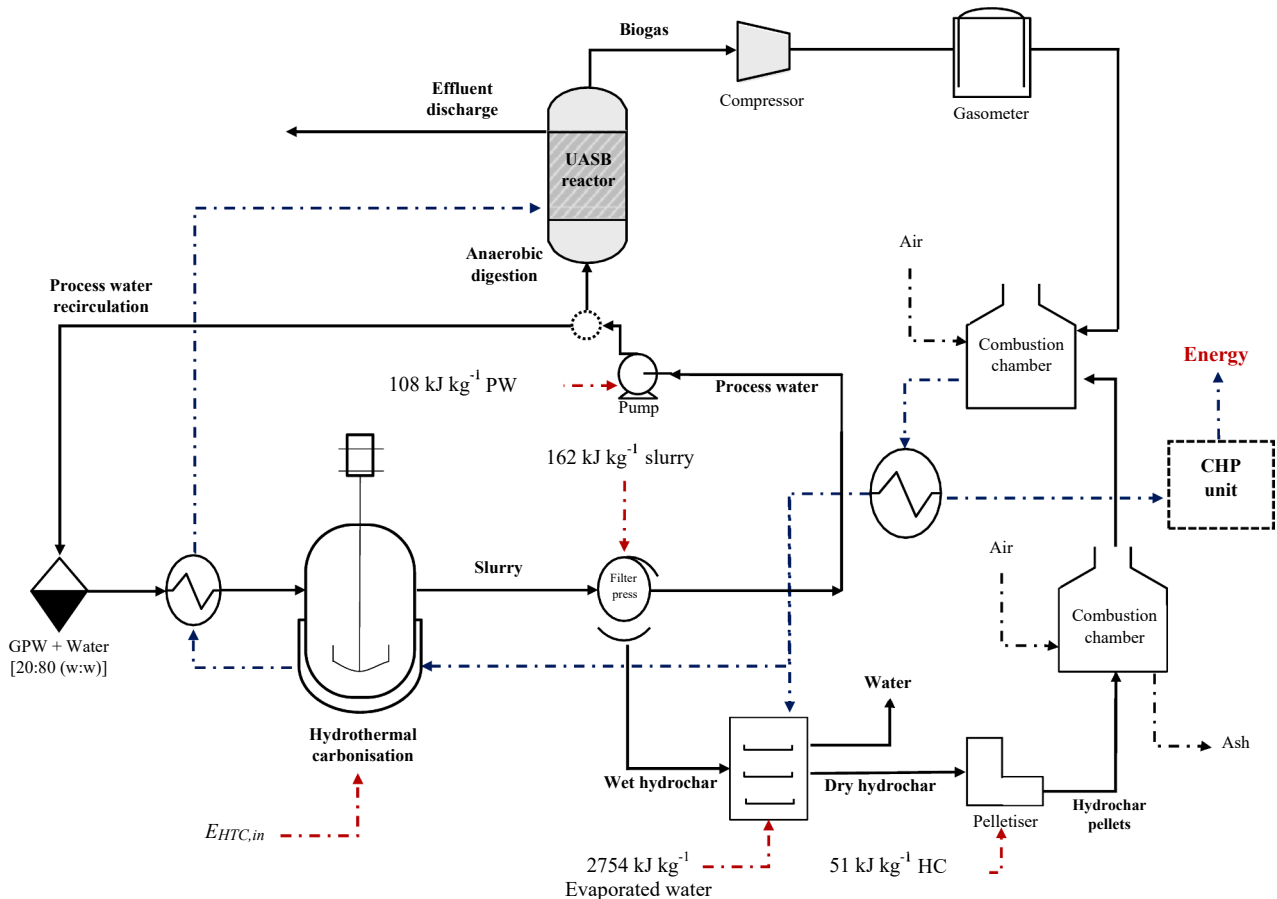 Biogas
Compressor
Gasometer
Effluent
discharge
UASB
reactor
Anaerobic
digestion
Air
Process water
recirculation
Combustion
chamber
Energy
108 kJ kg-1 PW
Process water
Pump
162 kJ kg-1 slurry
CHP
unit
Air
Slurry
Filter
press
Combustion
chamber
GPW + Water
[20:80 (w:w)]
Water
Hydrothermal
carbonisation
Ash
Wet hydrochar
Dry hydrochar
Hydrochar
pellets
Pelletiser
EHTC,in
2754 kJ kg-1
Evaporated water
51 kJ kg-1 HC